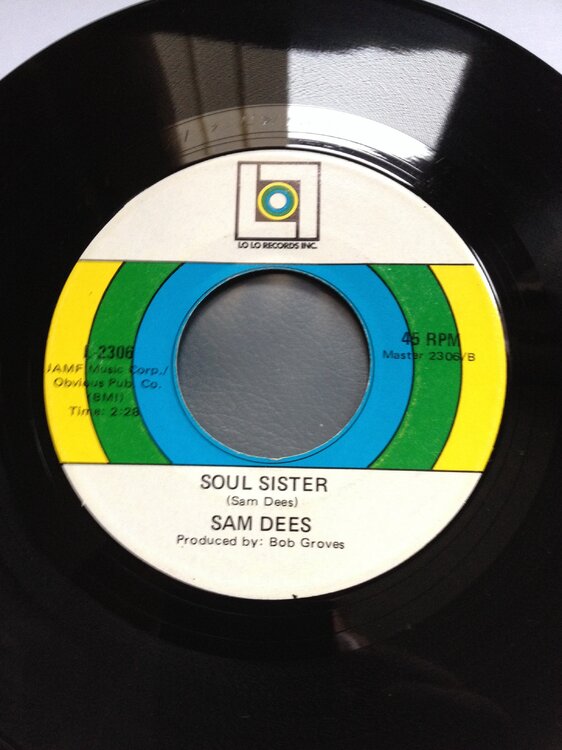 LO LO RECORDS INC.
L-2306
JAMF Music Corp./
Obvious Pub. Co.
(BMI)
Time: 2:28
45 RPM
Master 2306/B
SOUL SISTER
(Sam Dees)
SAM DEES
Produced by: Bob Groves